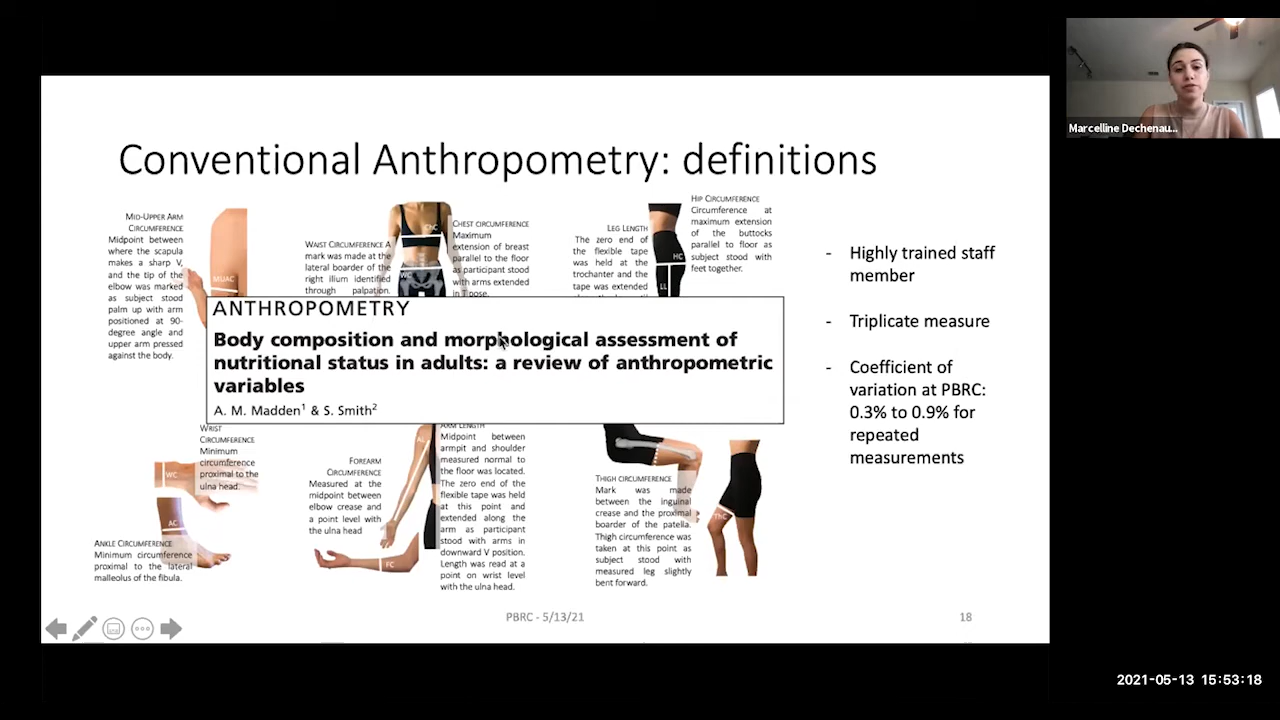 Marcelline Dechenau...
Conventional Anthropometry: definitions
MID-UPPER ARM
CIRCUMFERENCE
Midpoint between
where the scapula
makes a sharp V,
and the tip of the
elbow was marked
as subject stood
palm up with arm
positioned at 90-
degree angle and
upper arm pressed
against the body.
MUAC
WAIST CIRCUMFERENCE A
mark was made at the
lateral boarder of the
right illium identified
through palpation.
ChC
WC
CHEST CIRCUMFERENCE
Maximum
extension of breast
parallel to the floor
as participant stood
with arms extended
in T pose.
LEG LENGTH
The zero end of
the flexible tape
was held at the
trochanter and the
tape was extended
HC
LL
HIP CIRCUMFERENCE
Circumference at
maximum extension
of the buttocks
parallel to floor as
subject stood with
feet together.
- Highly trained staff
member
- Triplicate measure
- Coefficient of
variation at PBRC:
0.3% to 0.9% for
repeated
measurements
ANTHROPOMETRY
Body composition and morphological assessment of
nutritional status in adults: a review of anthropometric
variables
A. M. Madden1 & S. Smith2
WRIST
CIRCUMFERENCE
Minimum
circumference
proximal to the
ulna head.
WC
AC
ANKLE CIRCUMFERENCE
Minimum circumference
proximal to the lateral
malleolus of the fibula.
FOREARM
CIRCUMFERENCE
Measured at the
midpoint between
elbow crease and
a point level with
the ulna head
AL
FC
ARM LENGTH
Midpoint between
armpit and shoulder
measured normal to
the floor was located.
The zero end of the
flexible tape was held
at this point and
extended along the
arm as participant
stood with arms in
downward V position.
Length was read at a
point on wrist level
with the ulna head.
THIGH CIRCUMFERENCE
Mark was made
between the inguinal
crease and the proximal
boarder of the patella.
Thigh circumference was
taken at this point as
subject stood with
measured leg slightly
bent forward.
ThC
PBRC - 5/13/21
18
2021-05-13 15:53:18